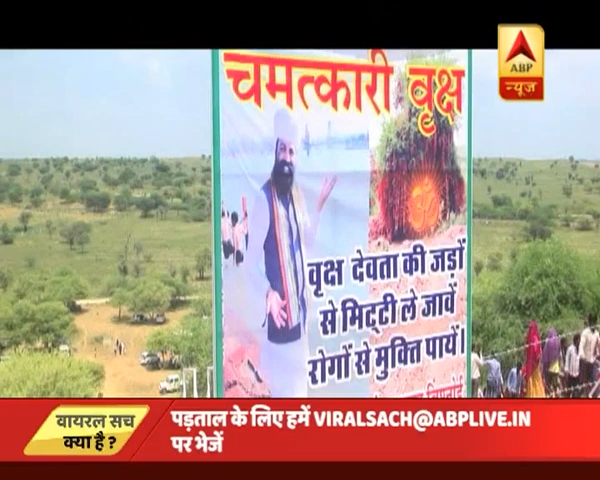 चमत्कारी वृक्ष
ABP
न्यूज़
ॐ
वृक्ष देवता की जड़ों
से मिट्टी ले जावें
रोगों से मुक्ति पायें।
वायरल सच
क्या है ?
पड़ताल के लिए हमें VIRALSACH@ABPLIVE.IN
पर भेजें